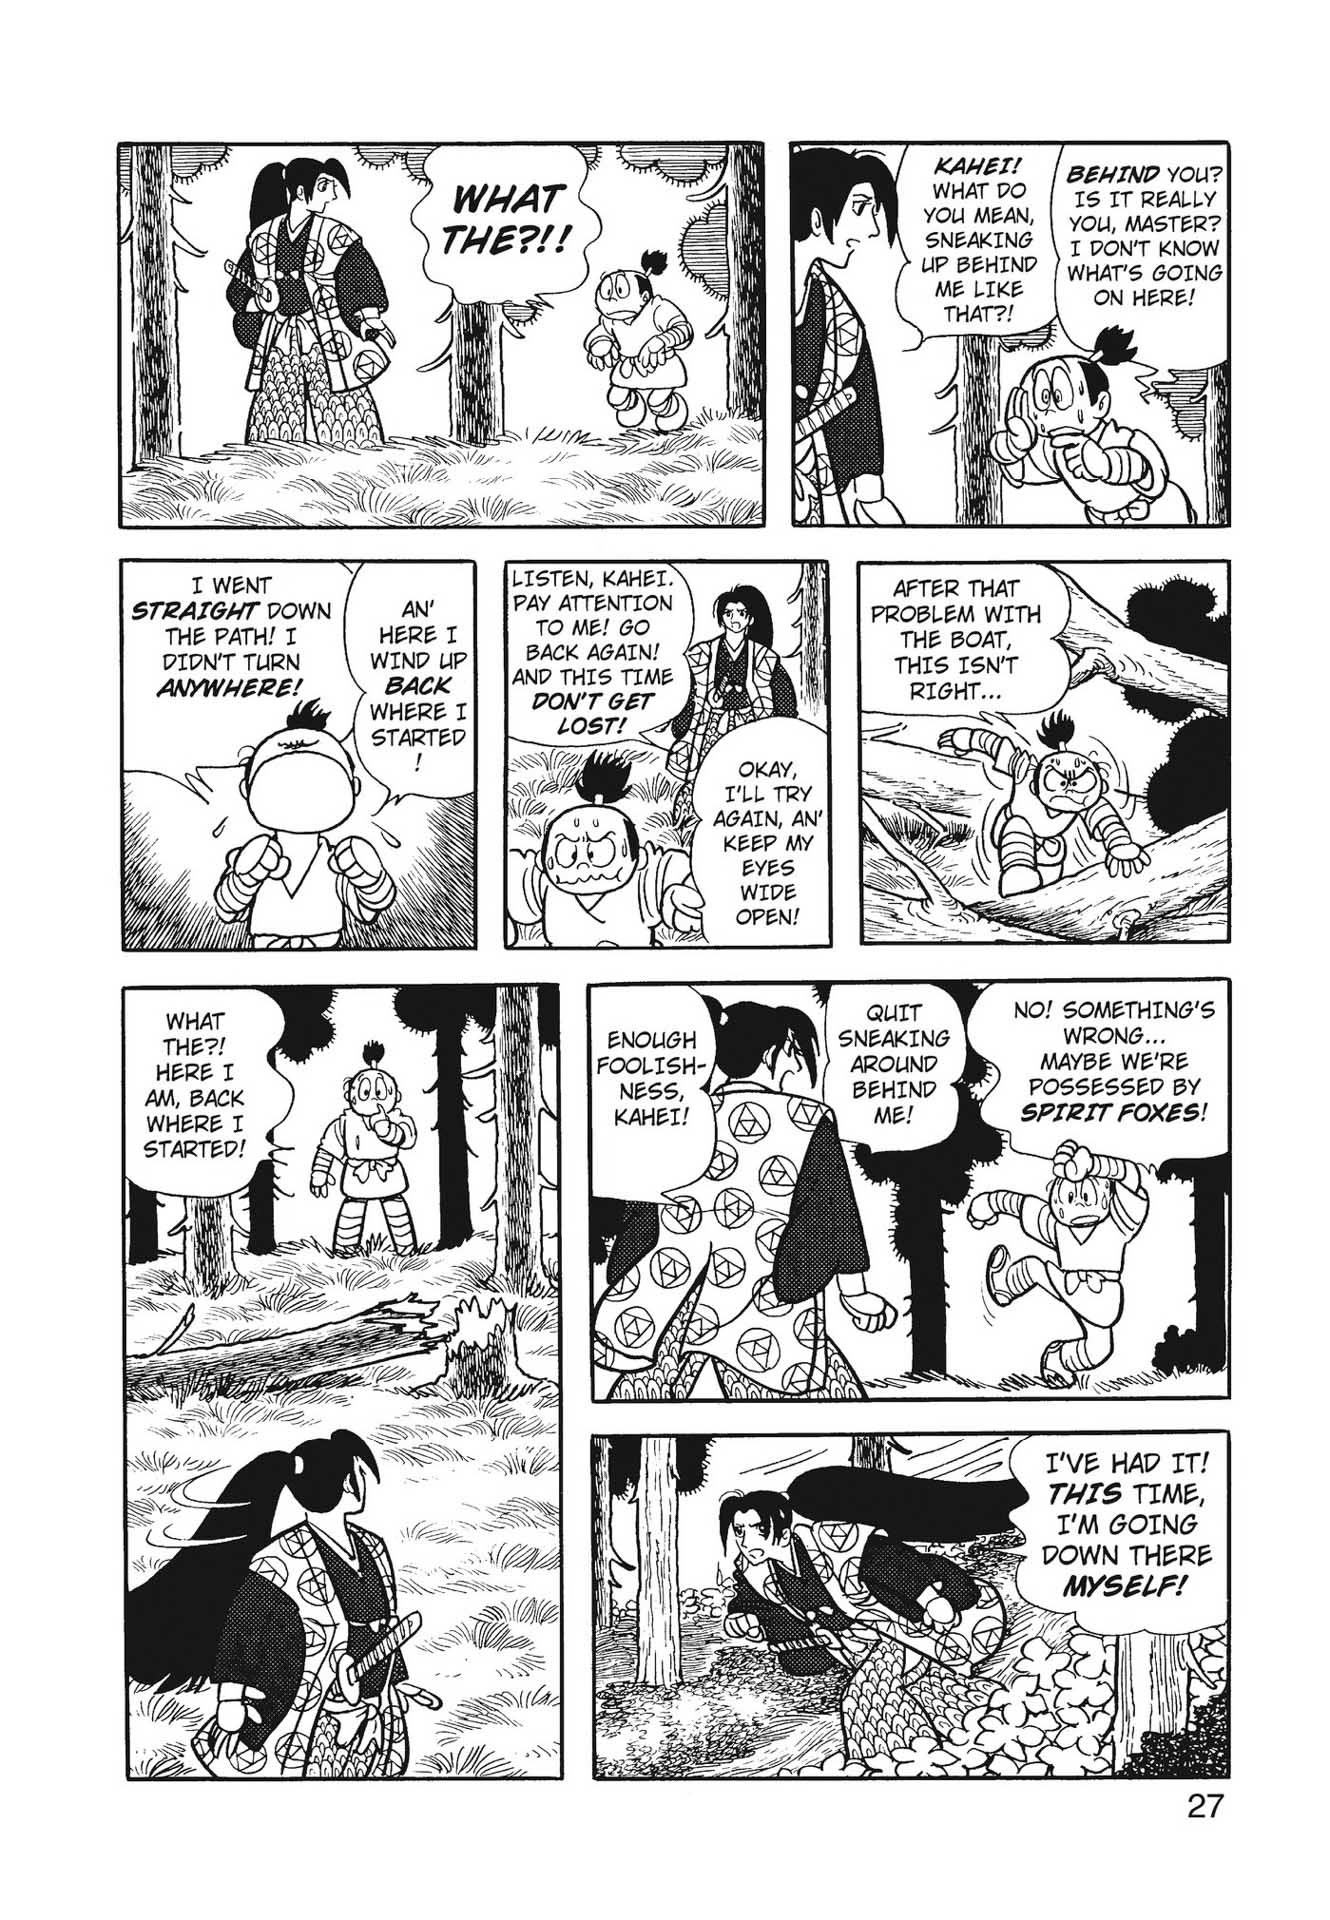 WHAT
THE?!!
KAHEI!
WHAT DO
YOU MEAN,
SNEAKING
UP BEHIND
ME LIKE
THAT?!
BEHIND YOU?
IS IT REALLY
YOU, MASTER?
I DON'T KNOW
WHAT'S GOING
ON HERE!
I WENT
STRAIGHT DOWN
THE PATH! I
DIDN'T TURN
ANYWHERE!
AN'
HERE I
WIND UP
BACK
WHERE I
STARTED
!
LISTEN, KAHEI.
PAY ATTENTION
TO ME! GO
BACK AGAIN!
AND THIS TIME
DON'T GET
LOST!
OKAY,
I'LL TRY
AGAIN, AN'
KEEP MY
EYES
WIDE
OPEN!
AFTER THAT
PROBLEM WITH
THE BOAT,
THIS ISN'T
RIGHT...
WHAT
THE?!
HERE I
AM, BACK
WHERE I
STARTED!
ENOUGH
FOOLISH-
NESS,
KAHEI!
QUIT
SNEAKING
AROUND
BEHIND
ME!
NO! SOMETHING'S
WRONG...
MAYBE WE'RE
POSSESSED BY
SPIRIT FOXES!
I'VE HAD IT!
THIS TIME,
I'M GOING
DOWN THERE
MYSELF!
27